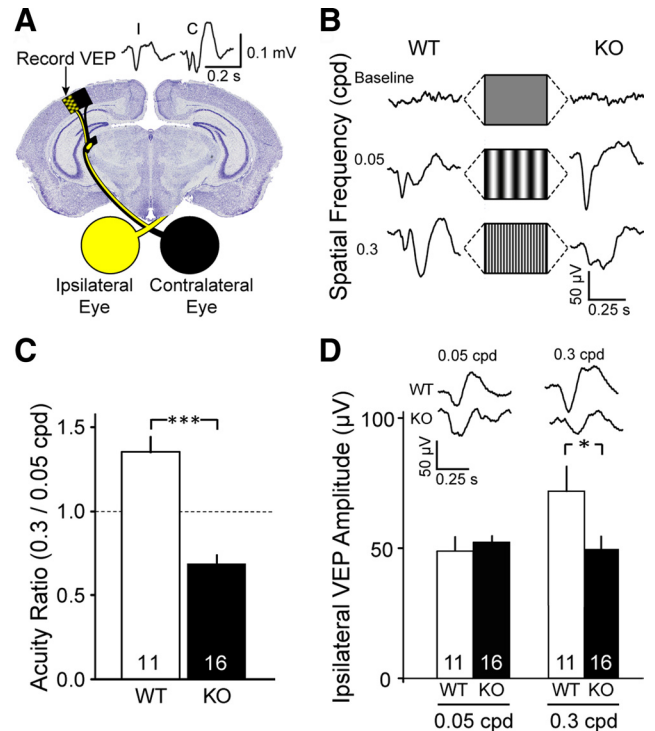 A
I
C
Record VEP
0.1 mV
0.2 s
Ipsilateral
Eye
Contralateral
Eye
B
WT
KO
Spatial Frequency (cpd)
Baseline
0.05
0.3
50 µV
0.25 s
C
Acuity Ratio (0.3 / 0.05 cpd)
1.5
1.0
0.5
0.0
***
11
16
WT
KO
D
0.05 cpd
0.3 cpd
WT
KO
50 µV
0.25 s
Ipsilateral VEP Amplitude (µV)
100
50
0
*
11
16
11
16
WT
KO
WT
KO
0.05 cpd
0.3 cpd